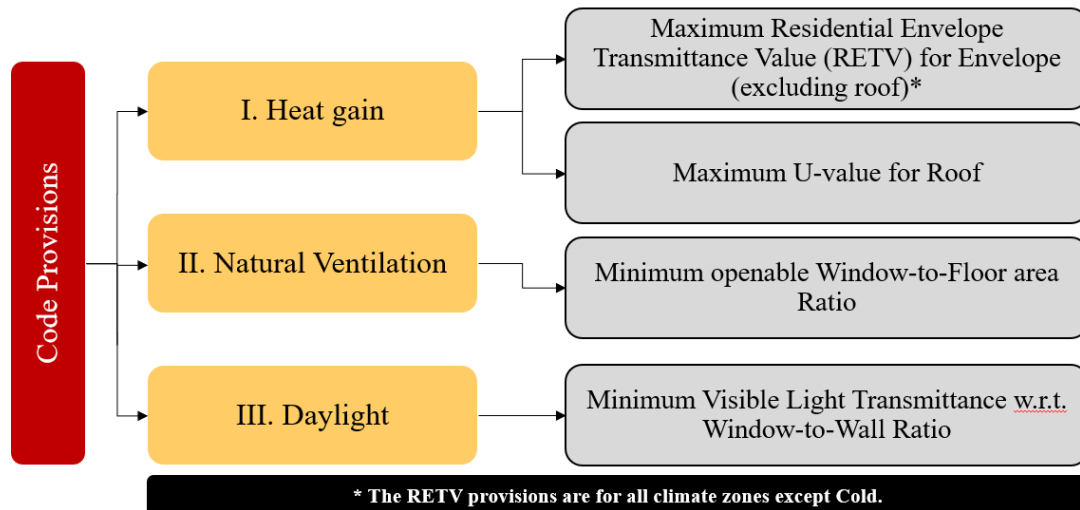 Code Provisions
I. Heat gain
Maximum Residential Envelope
Transmittance Value (RETV) for Envelope
(excluding roof)*
Maximum U-value for Roof
II. Natural Ventilation
Minimum openable Window-to-Floor area
Ratio
III. Daylight
Minimum Visible Light Transmittance w.r.t.
Window-to-Wall Ratio
* The RETV provisions are for all climate zones except Cold.